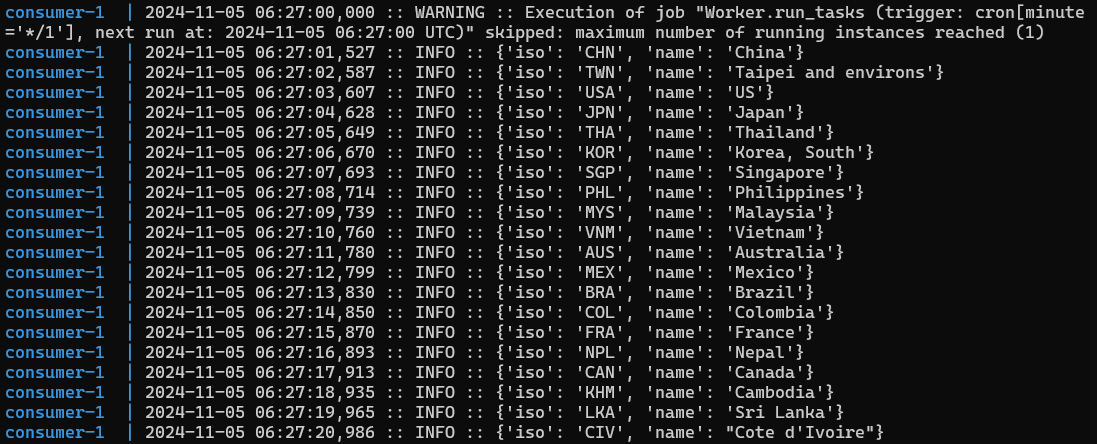 consumer-1  | 2024-11-05 06:27:00,000 :: WARNING :: Execution of job "Worker.run_tasks (trigger: cron[minute
='*/1'], next run at: 2024-11-05 06:27:00 UTC)" skipped: maximum number of running instances reached (1)
consumer-1  | 2024-11-05 06:27:01,527 :: INFO :: {'iso': 'CHN', 'name': 'China'}
consumer-1  | 2024-11-05 06:27:02,587 :: INFO :: {'iso': 'TWN', 'name': 'Taipei and environs'}
consumer-1  | 2024-11-05 06:27:03,607 :: INFO :: {'iso': 'USA', 'name': 'US'}
consumer-1  | 2024-11-05 06:27:04,628 :: INFO :: {'iso': 'JPN', 'name': 'Japan'}
consumer-1  | 2024-11-05 06:27:05,649 :: INFO :: {'iso': 'THA', 'name': 'Thailand'}
consumer-1  | 2024-11-05 06:27:06,670 :: INFO :: {'iso': 'KOR', 'name': 'Korea, South'}
consumer-1  | 2024-11-05 06:27:07,693 :: INFO :: {'iso': 'SGP', 'name': 'Singapore'}
consumer-1  | 2024-11-05 06:27:08,714 :: INFO :: {'iso': 'PHL', 'name': 'Philippines'}
consumer-1  | 2024-11-05 06:27:09,739 :: INFO :: {'iso': 'MYS', 'name': 'Malaysia'}
consumer-1  | 2024-11-05 06:27:10,760 :: INFO :: {'iso': 'VNM', 'name': 'Vietnam'}
consumer-1  | 2024-11-05 06:27:11,780 :: INFO :: {'iso': 'AUS', 'name': 'Australia'}
consumer-1  | 2024-11-05 06:27:12,799 :: INFO :: {'iso': 'MEX', 'name': 'Mexico'}
consumer-1  | 2024-11-05 06:27:13,830 :: INFO :: {'iso': 'BRA', 'name': 'Brazil'}
consumer-1  | 2024-11-05 06:27:14,850 :: INFO :: {'iso': 'COL', 'name': 'Colombia'}
consumer-1  | 2024-11-05 06:27:15,870 :: INFO :: {'iso': 'FRA', 'name': 'France'}
consumer-1  | 2024-11-05 06:27:16,893 :: INFO :: {'iso': 'NPL', 'name': 'Nepal'}
consumer-1  | 2024-11-05 06:27:17,913 :: INFO :: {'iso': 'CAN', 'name': 'Canada'}
consumer-1  | 2024-11-05 06:27:18,935 :: INFO :: {'iso': 'KHM', 'name': 'Cambodia'}
consumer-1  | 2024-11-05 06:27:19,965 :: INFO :: {'iso': 'LKA', 'name': 'Sri Lanka'}
consumer-1  | 2024-11-05 06:27:20,986 :: INFO :: {'iso': 'CIV', 'name': "Cote d'Ivoire"}